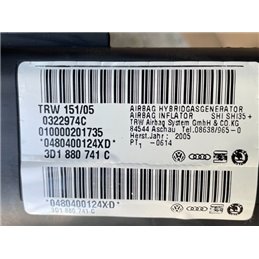 TRW 151/05
0322974C
010000201735
*0480400124XD*
3D1 880 741 C
AIRBAG HYBRIDGASGENERATOR
AIRBAG INFLATOR SHI SHI35+
TRW Airbag System GmbH & CO.KG
84544 Aschau Tel.08638/965-0
Herst.Jahr: 2005
PT1 -0614
*0480400124XD*
3D1 880 741 C